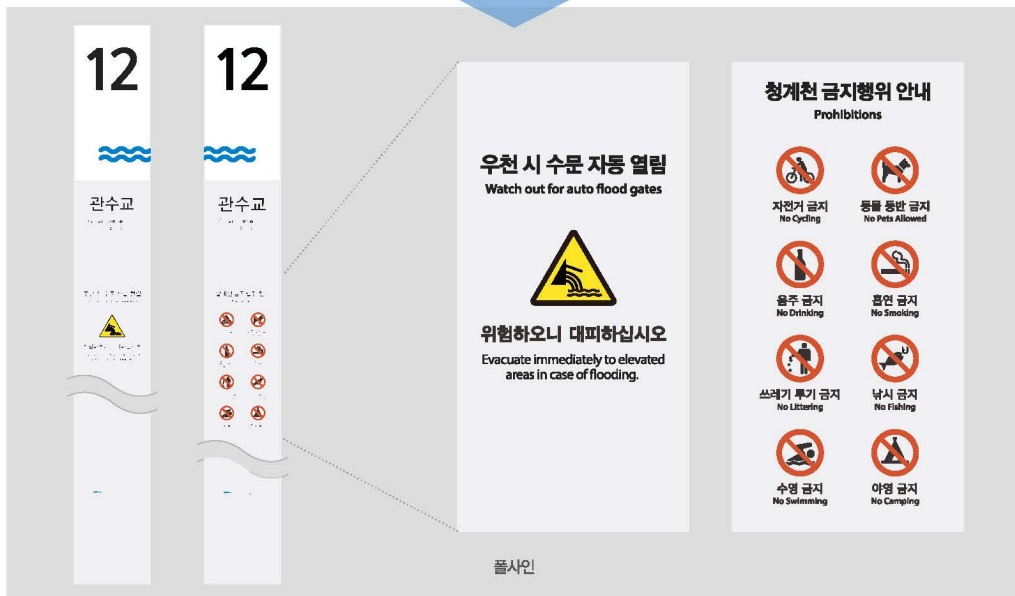 12
관수교
12
관수교
우천 시 수문 자동 열림
Watch out for auto flood gates
위험하오니 대피하십시오
Evacuate immediately to elevated
areas in case of flooding.
청계천 금지행위 안내
Prohibitions
자전거 금지
No Cycling
동물 동반 금지
No Pets Allowed
음주 금지
No Drinking
흡연 금지
No Smoking
쓰레기 투기 금지
No Littering
낚시 금지
No Fishing
수영 금지
No Swimming
야영 금지
No Camping
폴사인